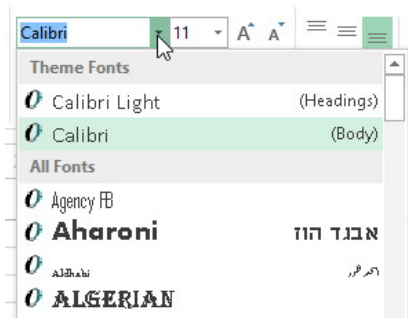 Calibri 11 A A
Theme Fonts
Calibri Light (Headings)
Calibri (Body)
All Fonts
Agency FB
Aharoni אבגד הוז
Aldhabi
ALGERIAN